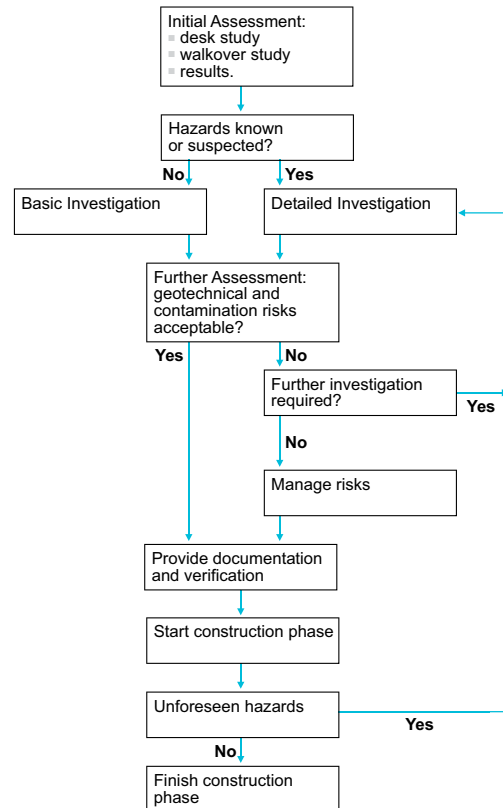 Initial Assessment:
desk study
walkover study
results.
Hazards known
or suspected?
No
Yes
Basic Investigation
Detailed Investigation
Further Assessment:
geotechnical and
contamination risks
acceptable?
Yes
No
Further investigation
required?
Yes
No
Manage risks
Provide documentation
and verification
Start construction phase
Unforeseen hazards
Yes
No
Finish construction
phase